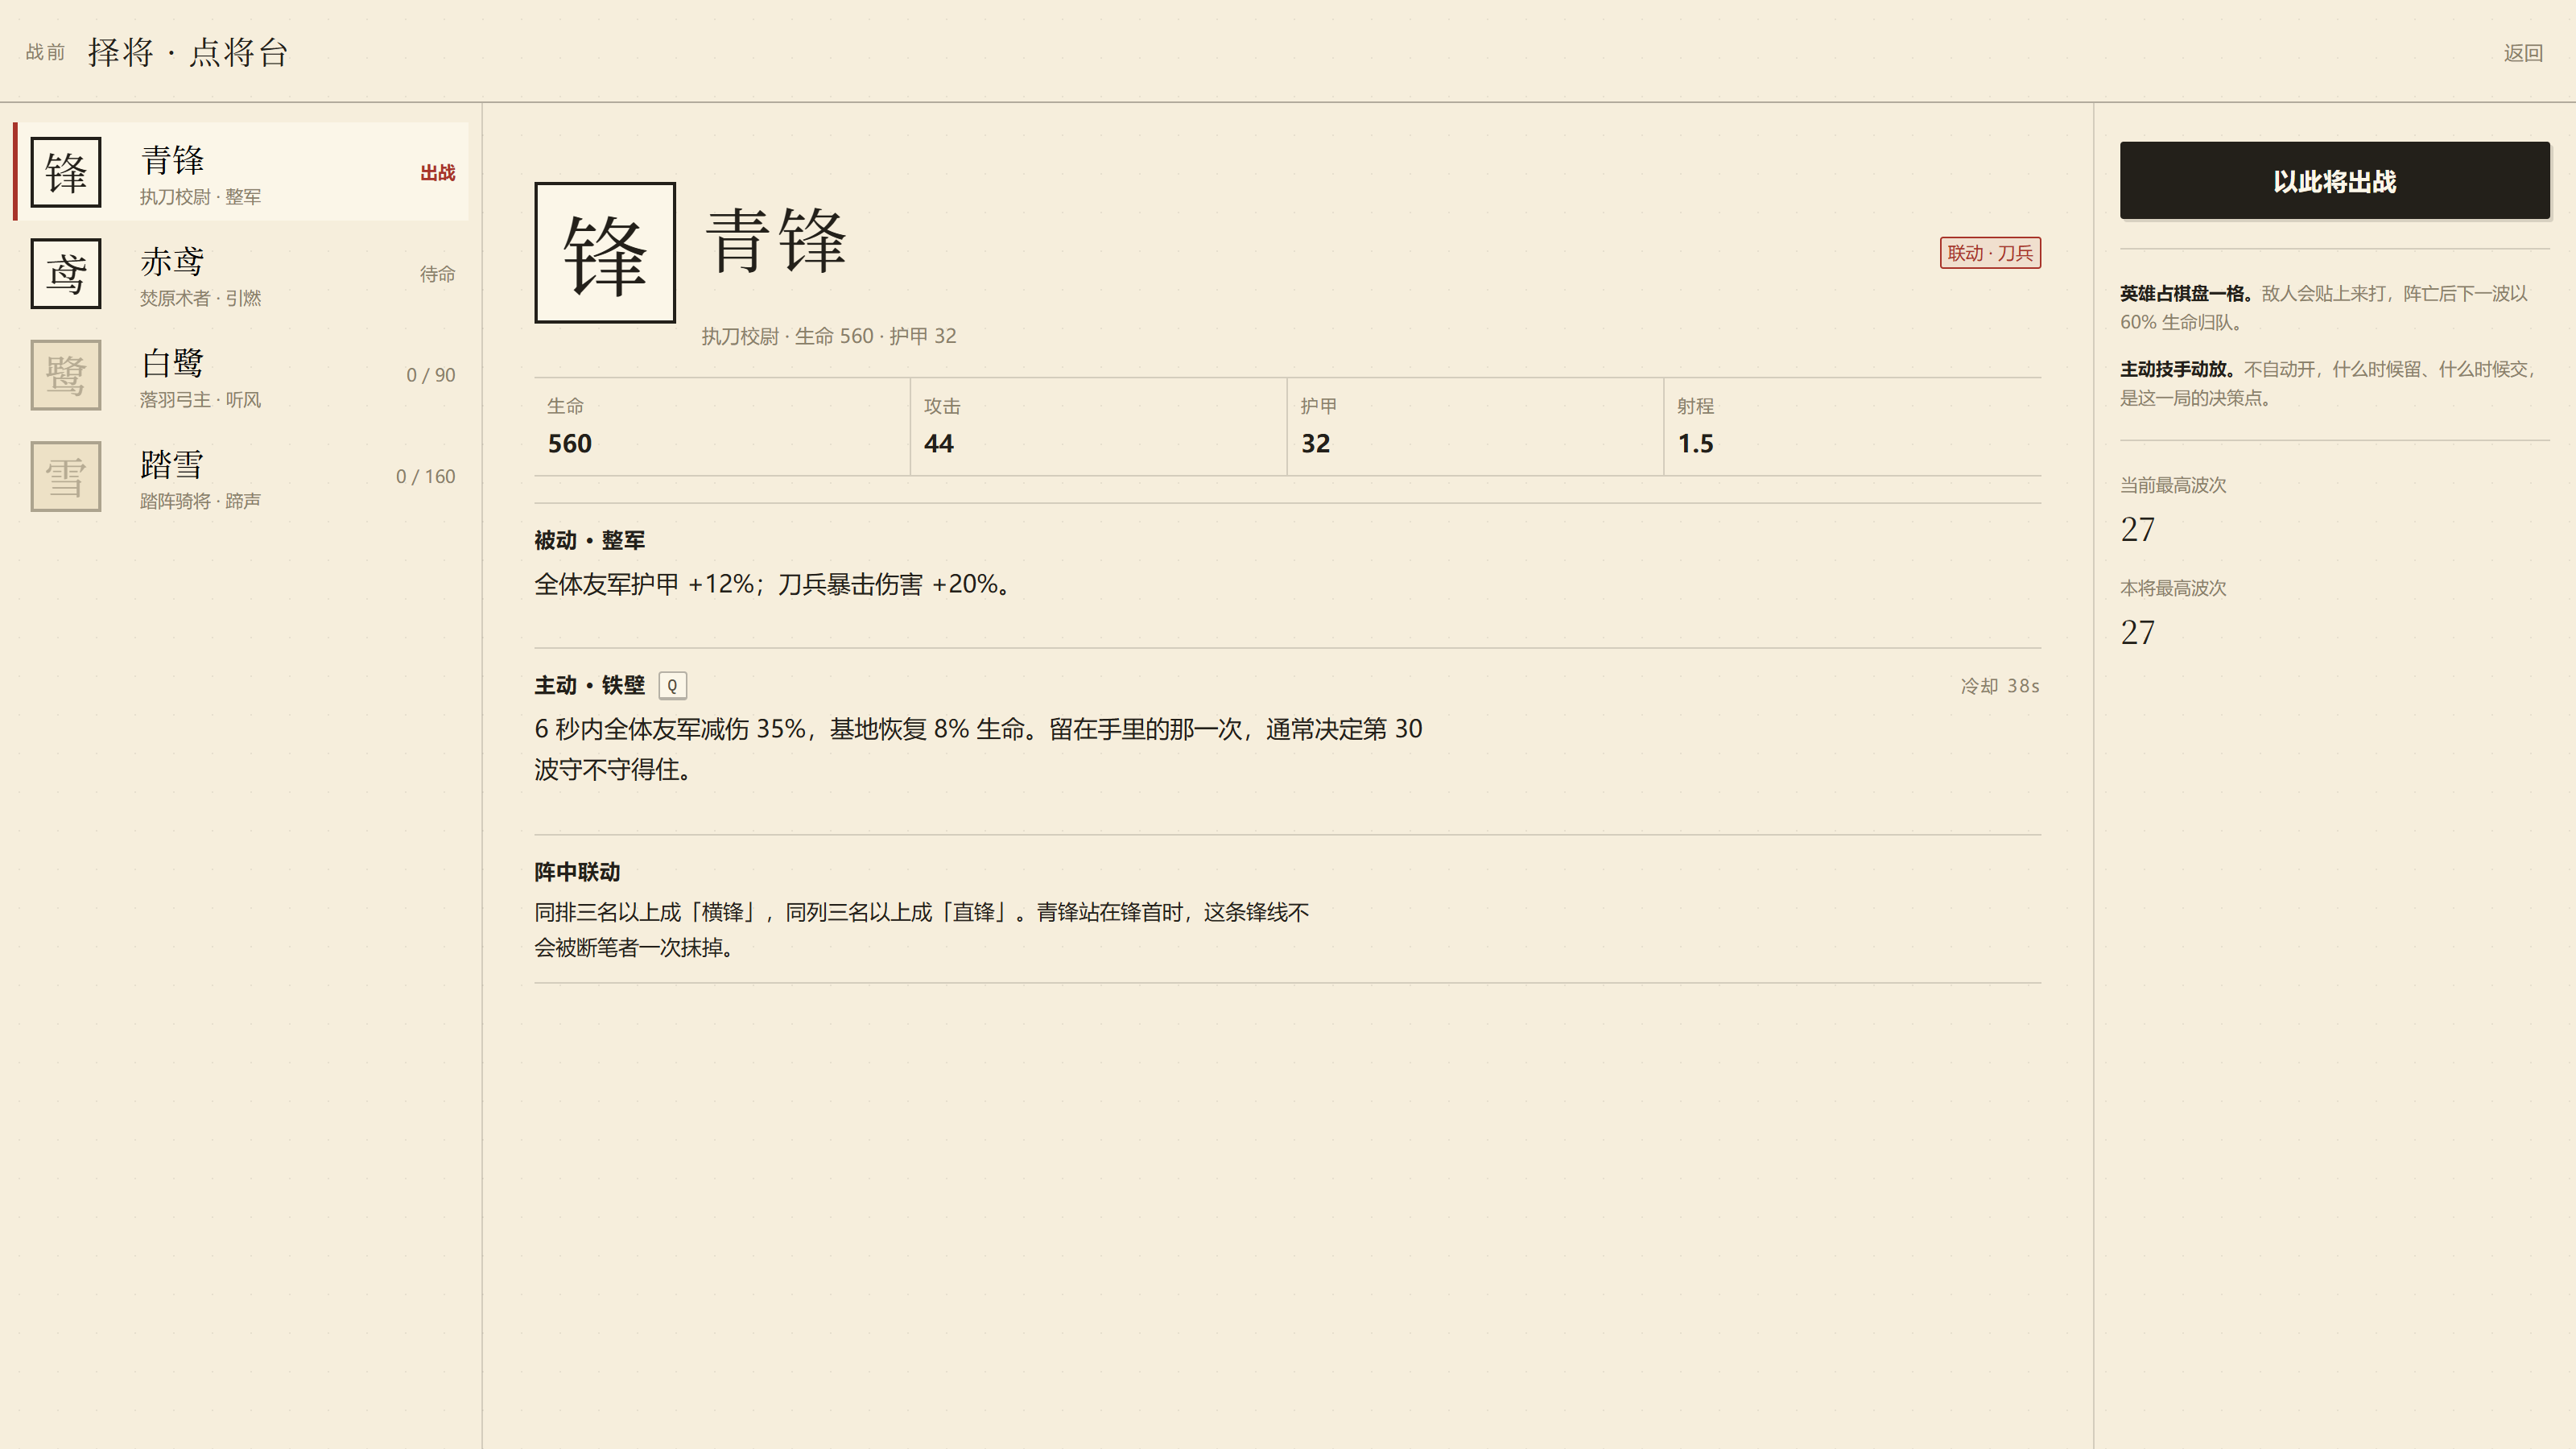 战前 择将 · 点将台
返回
锋
青锋
执刀校尉 · 整军
出战
鸢
赤鸢
焚原术者 · 引燃
待命
鹭
白鹭
落羽弓主 · 听风
0 / 90
雪
踏雪
踏阵骑将 · 蹄声
0 / 160
锋
青锋
联动 · 刀兵
执刀校尉 · 生命 560 · 护甲 32
生命
560
攻击
44
护甲
32
射程
1.5
被动 · 整军
全体友军护甲 +12%；刀兵暴击伤害 +20%。
主动 · 铁壁 Q
冷却 38s
6 秒内全体友军减伤 35%，基地恢复 8% 生命。留在手里的那一次，通常决定第 30
波守不守得住。
阵中联动
同排三名以上成「横锋」，同列三名以上成「直锋」。青锋站在锋首时，这条锋线不
会被断笔者一次抹掉。
以此将出战
英雄占棋盘一格。敌人会贴上来打，阵亡后下一波以
60% 生命归队。
主动技手动放。不自动开，什么时候留、什么时候交，
是这一局的决策点。
当前最高波次
27
本将最高波次
27